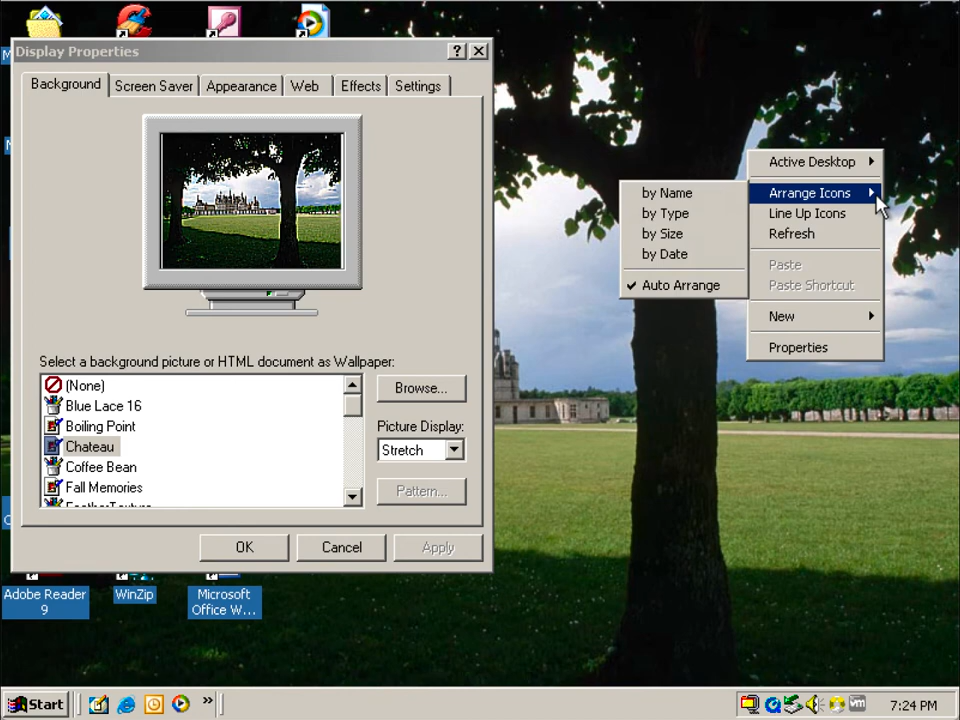 Display Properties
Background
Screen Saver
Appearance
Web
Effects
Settings
Select a background picture or HTML document as Wallpaper:
(None)
Blue Lace 16
Boiling Point
Chateau
Coffee Bean
Fall Memories
Browse...
Picture Display:
Stretch
Pattern...
OK
Cancel
Apply
Active Desktop
Arrange Icons
Line Up Icons
Refresh
Paste
Paste Shortcut
New
Properties
by Name
by Type
by Size
by Date
Auto Arrange
Adobe Reader
9
WinZip
Microsoft
Office W...
Start
vm
7:24 PM